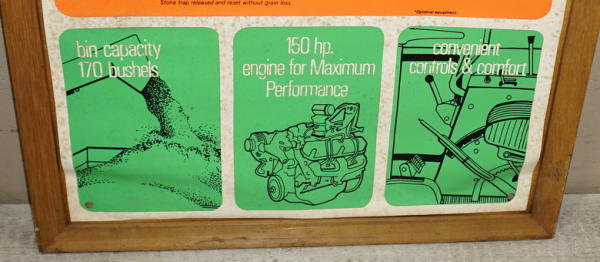 Stone trap released and reset without grain loss.
*Optional equipment.
bin capacity
170 bushels
150 hp.
engine for Maximum
Performance
convenient
controls & comfort